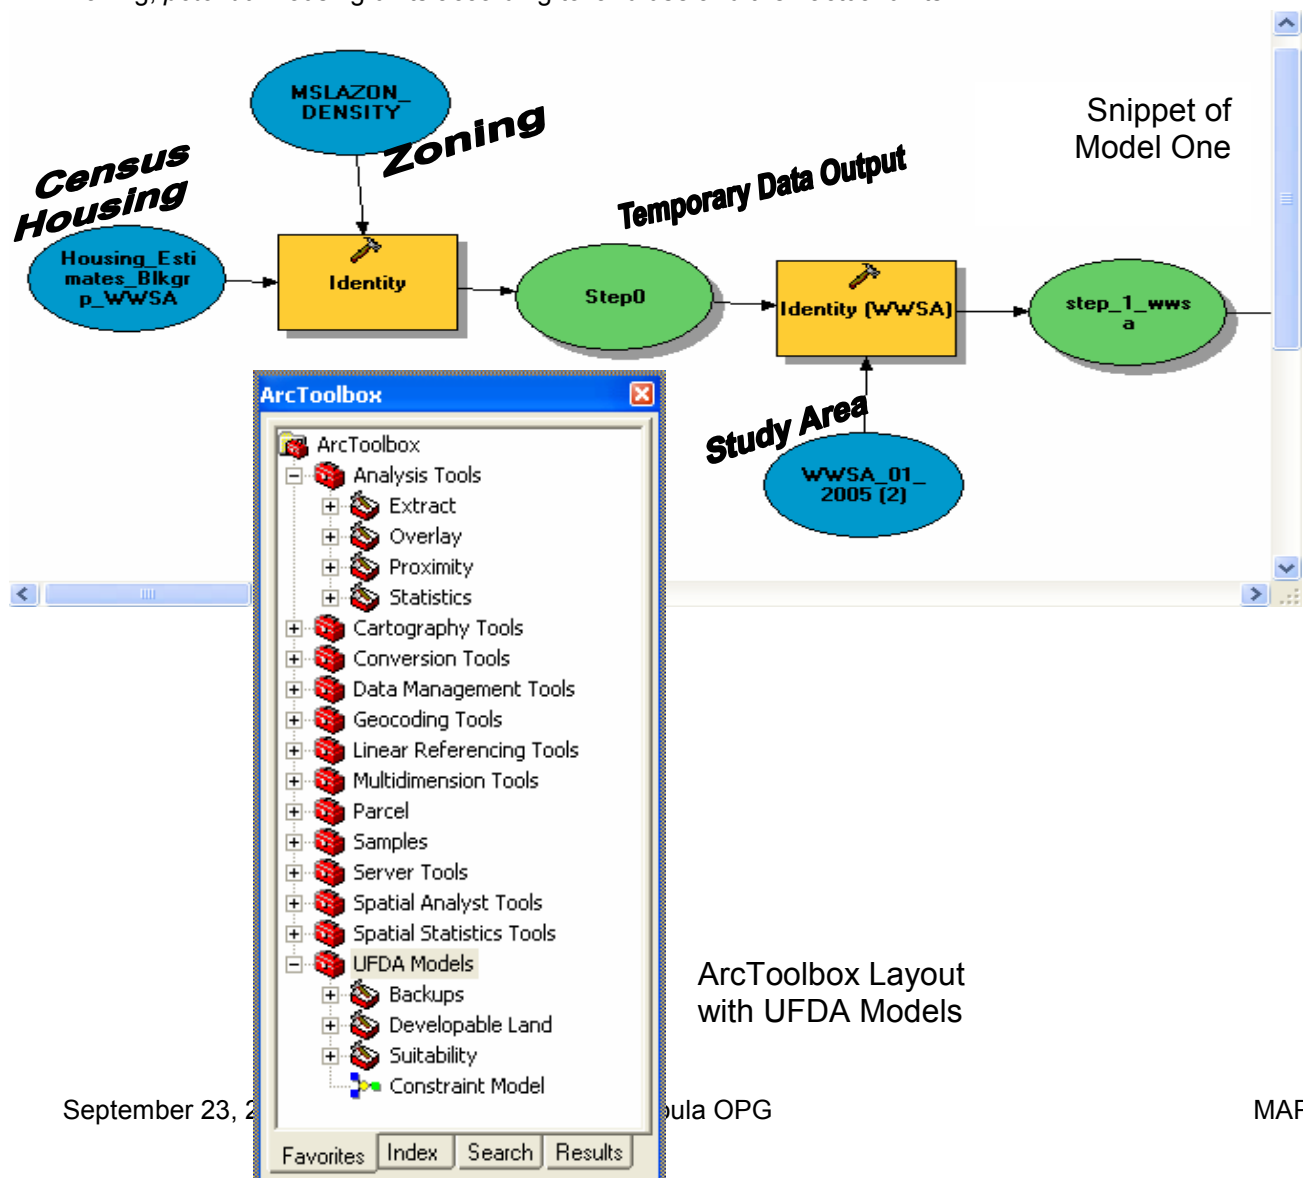 MSLAZON_
DENSITY
Zoning
Census
Housing
Snippet of
Model One
Temporary Data Output
Housing_Esti
mates_Blkgr
p_WWSA
Identity
Step0
Identity (WWSA)
step_1_wws
a
Study Area
WWSA_01_
2005 (2)
ArcToolbox
ArcToolbox
Analysis Tools
Extract
Overlay
Proximity
Statistics
Cartography Tools
Conversion Tools
Data Management Tools
Geocoding Tools
Linear Referencing Tools
Multidimension Tools
Parcel
Samples
Server Tools
Spatial Analyst Tools
Spatial Statistics Tools
UFDA Models
Backups
Developable Land
Suitability
Constraint Model
ArcToolbox Layout
with UFDA Models
September 23, 2
oula OPG
MAP
Favorites Index Search Results